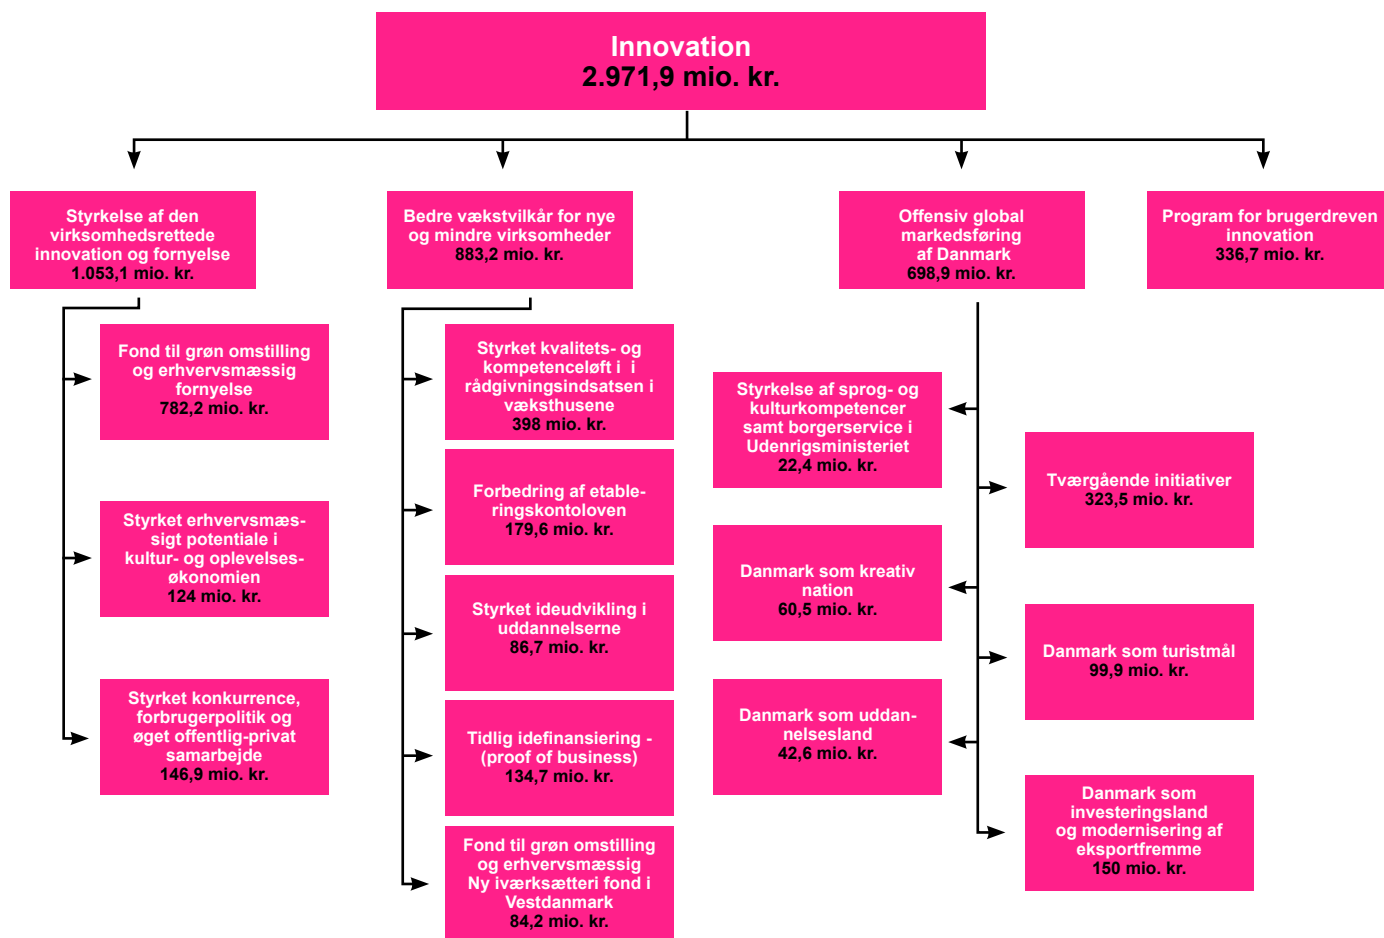 Innovation
2.971,9 mio. kr.
Styrkelse af den
virksomhedsrettede
innovation og fornyelse
1.053,1 mio. kr.
Bedre vækstvilkår for nye
og mindre virksomheder
883,2 mio. kr.
Offensiv global
markedsføring
af Danmark
698,9 mio. kr.
Program for brugerdreven
innovation
336,7 mio. kr.
Fond til grøn omstilling
og erhvervsmæssig
fornyelse
782,2 mio. kr.
Styrket erhvervsmæs-
sigt potentiale i
kultur- og oplevelses-
økonomien
124 mio. kr.
Styrket konkurrence,
forbrugerpolitik og
øget offentlig-privat
samarbejde
146,9 mio. kr.
Styrket kvalitets- og
kompetenceløft i  i
rådgivningsindsatsen i
væksthusene
398 mio. kr.
Forbedring af etable-
ringskontoloven
179,6 mio. kr.
Styrket ideudvikling i
uddannelserne
86,7 mio. kr.
Tidlig idefinansiering -
(proof of business)
134,7 mio. kr.
Fond til grøn omstilling
og erhvervsmæssig
Ny iværksætteri fond i
Vestdanmark
84,2 mio. kr.
Styrkelse af sprog- og
kulturkompetencer
samt borgerservice i
Udenrigsministeriet
22,4 mio. kr.
Danmark som kreativ
nation
60,5 mio. kr.
Danmark som uddan-
nelsesland
42,6 mio. kr.
Tværgående initiativer
323,5 mio. kr.
Danmark som turistmål
99,9 mio. kr.
Danmark som
investeringsland
og modernisering af
eksportfremme
150 mio. kr.